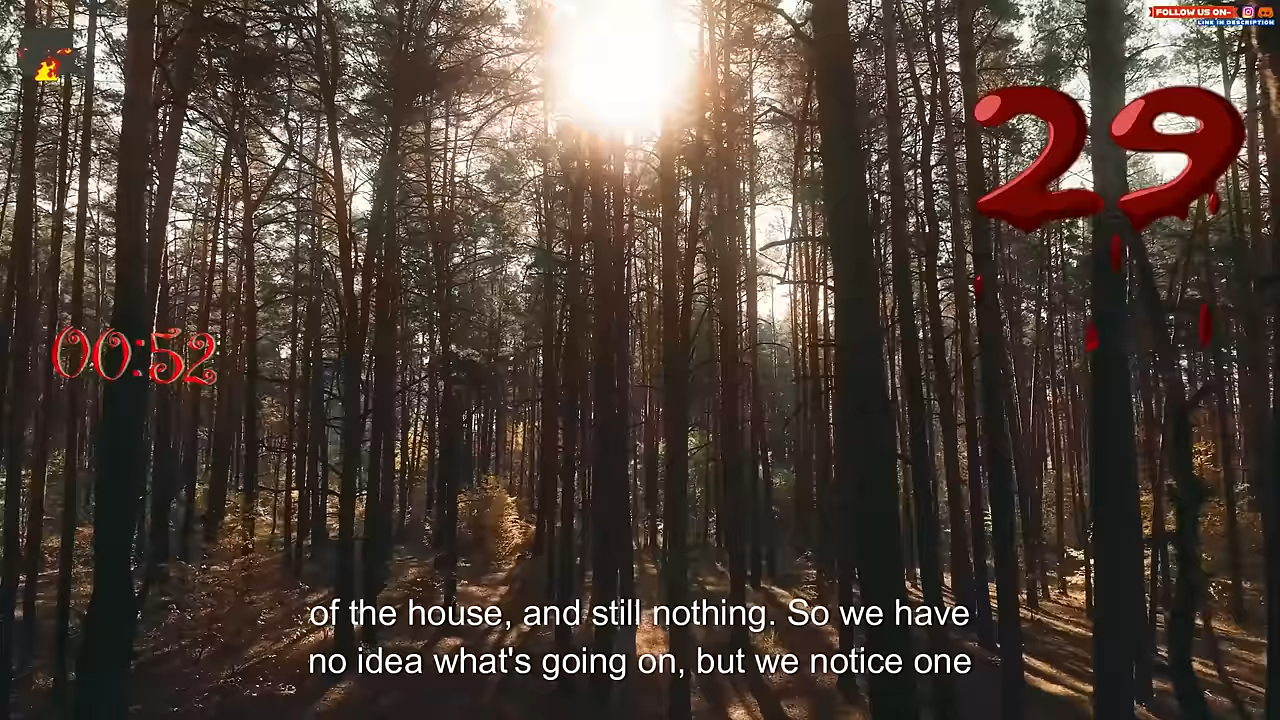 FOLLOW US ON-
LINK IN DESCRIPTION
29
00:52
of the house, and still nothing. So we have
no idea what's going on, but we notice one